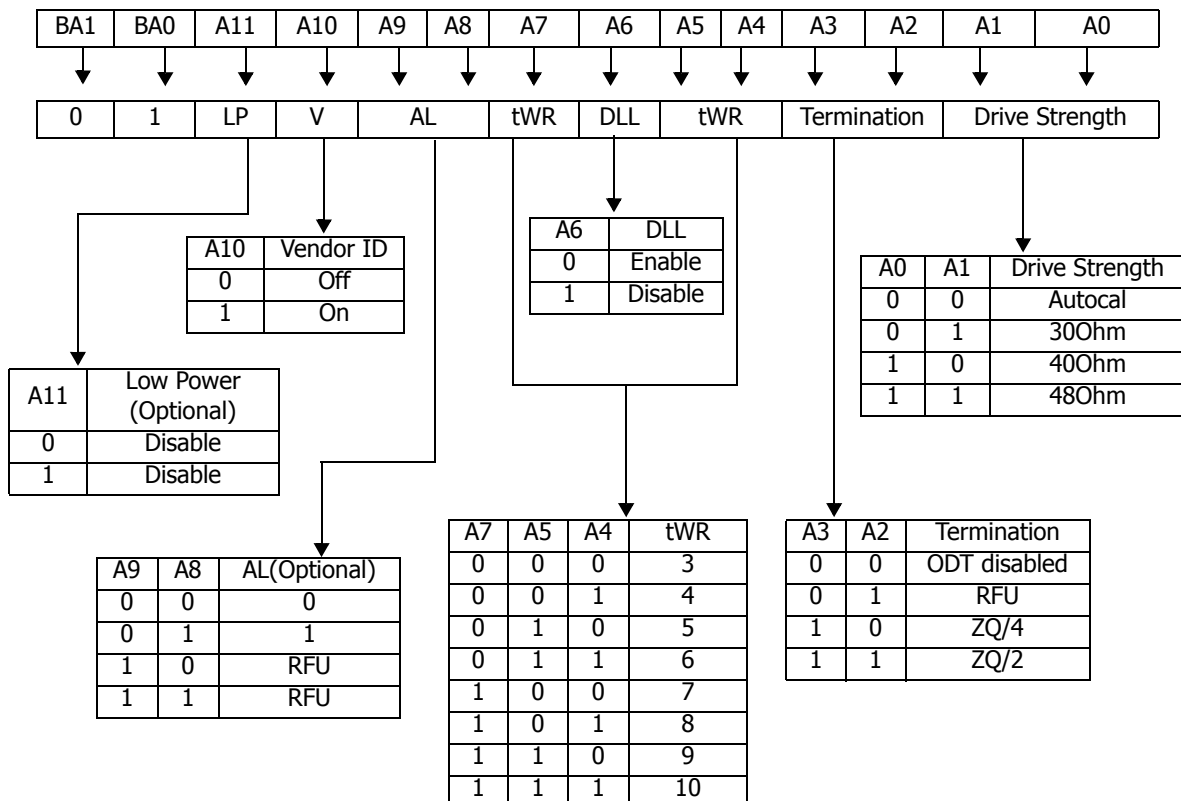 BA1 BA0 A11 A10 A9 A8 A7 A6 A5 A4 A3 A2 A1 A0
0 1 LP V AL tWR DLL tWR Termination Drive Strength
A10 Vendor ID
0 Off
1 On
A6 DLL
0 Enable
1 Disable
A0 A1 Drive Strength
0 0 Autocal
0 1 30Ohm
1 0 40Ohm
1 1 48Ohm
A11 Low Power
(Optional)
0 Disable
1 Disable
A9 A8 AL(Optional)
0 0 0
0 1 1
1 0 RFU
1 1 RFU
A7 A5 A4 tWR
0 0 0 3
0 0 1 4
0 1 0 5
0 1 1 6
1 0 0 7
1 0 1 8
1 1 0 9
1 1 1 10
A3 A2 Termination
0 0 ODT disabled
0 1 RFU
1 0 ZQ/4
1 1 ZQ/2